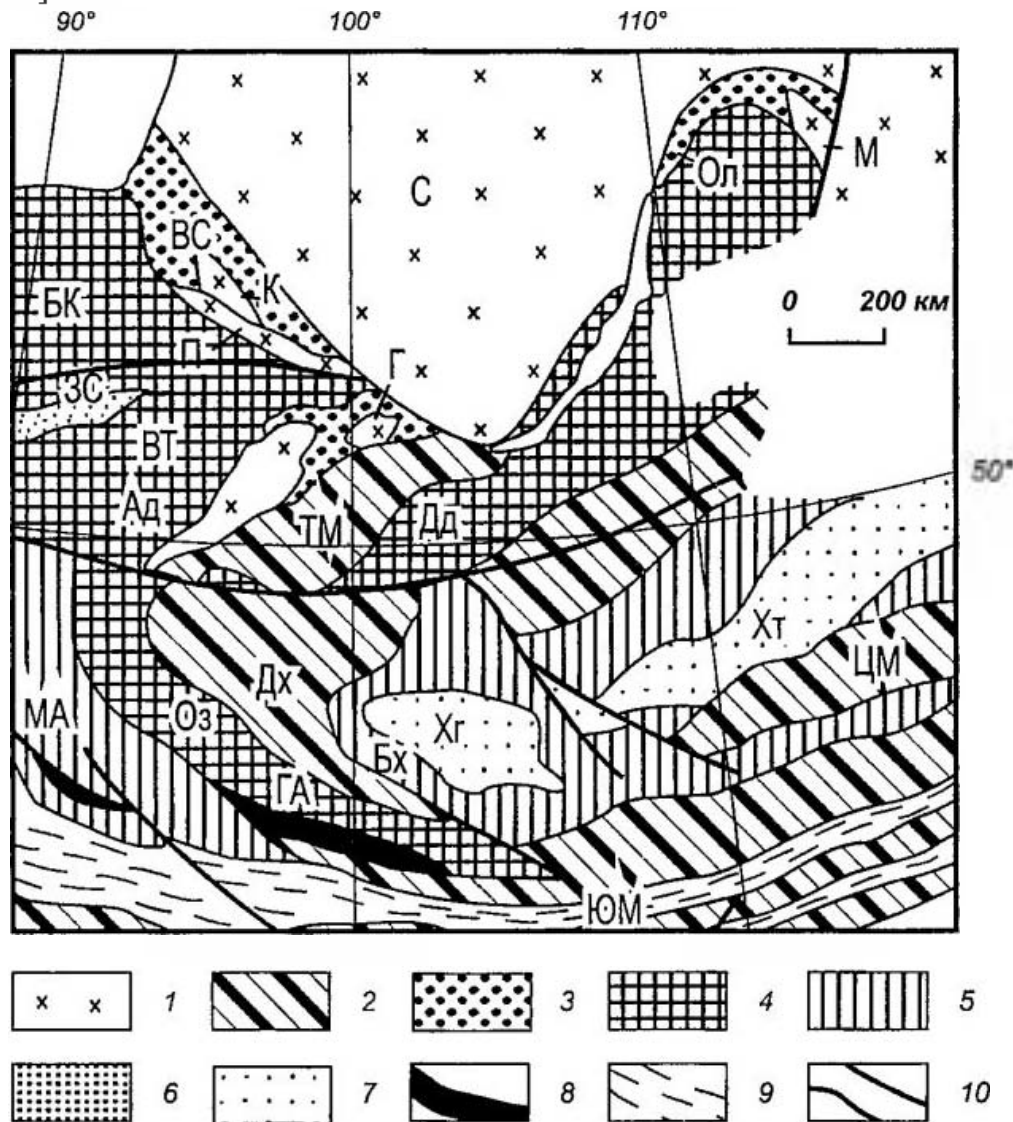 90° 100° 110°
С
М
Ол
ВС
К
БК
0 200 км
П
Г
ЗС
ВТ
50°
Ад
ТМ
Дд
Хт
ЦМ
Дх
МА
Оз
Хг
Бх
ГА
ЮМ
1 2 3 4 5
6 7 8 9 10